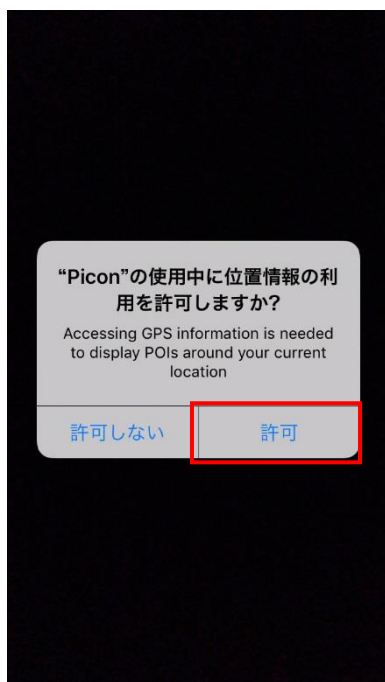 “Picon”の使用中に位置情報の利
用を許可しますか?
Accessing GPS information is needed
to display POIs around your current
location
許可しない
許可